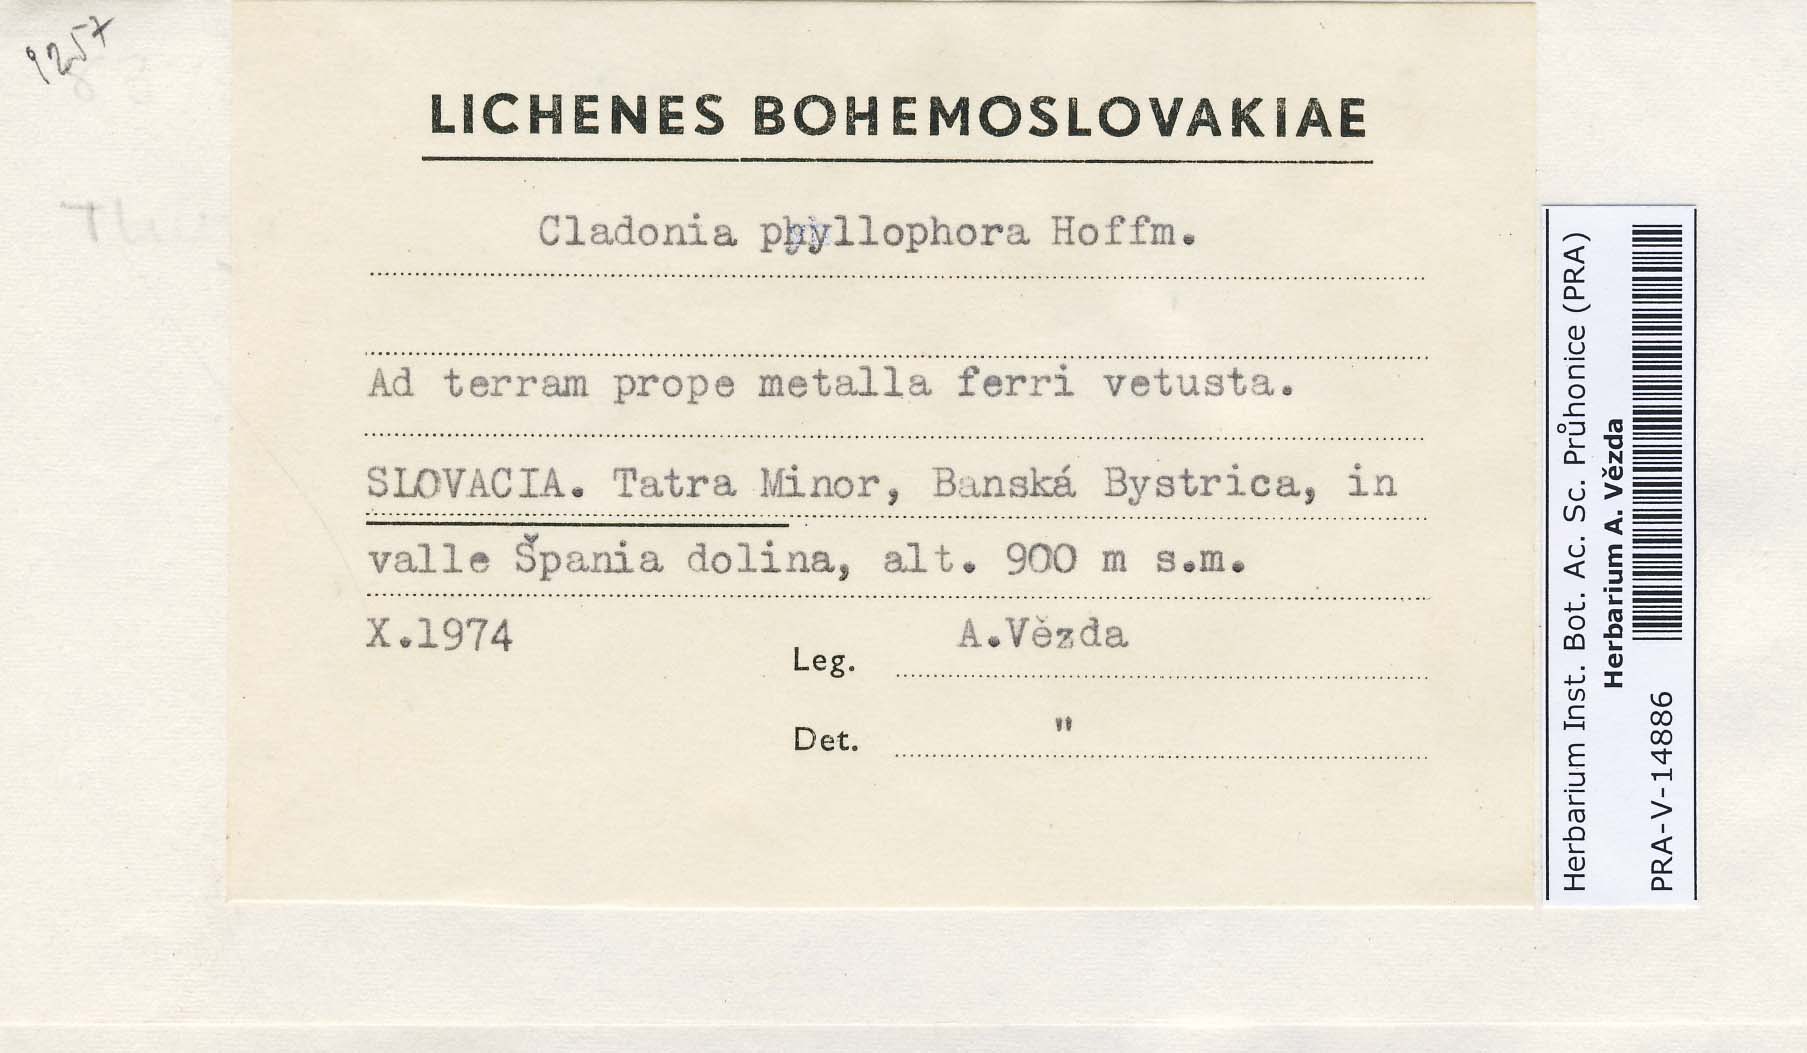 9257
LICHENES BOHEMOSLOVAKIAE
Cladonia phyllophora Hoffm.
Ad terram prope metalla ferri vetusta.
SLOVACIA. Tatra Minor, Banská Bystrica, in
valle Špania dolina, alt. 900 m s.m.
X.1974
Leg. A.Vězda
Det. "
Herbarium Inst. Bot. Ac. Sc. Průhonice (PRA)
Herbarium A. Vězda
PRA-V-14886